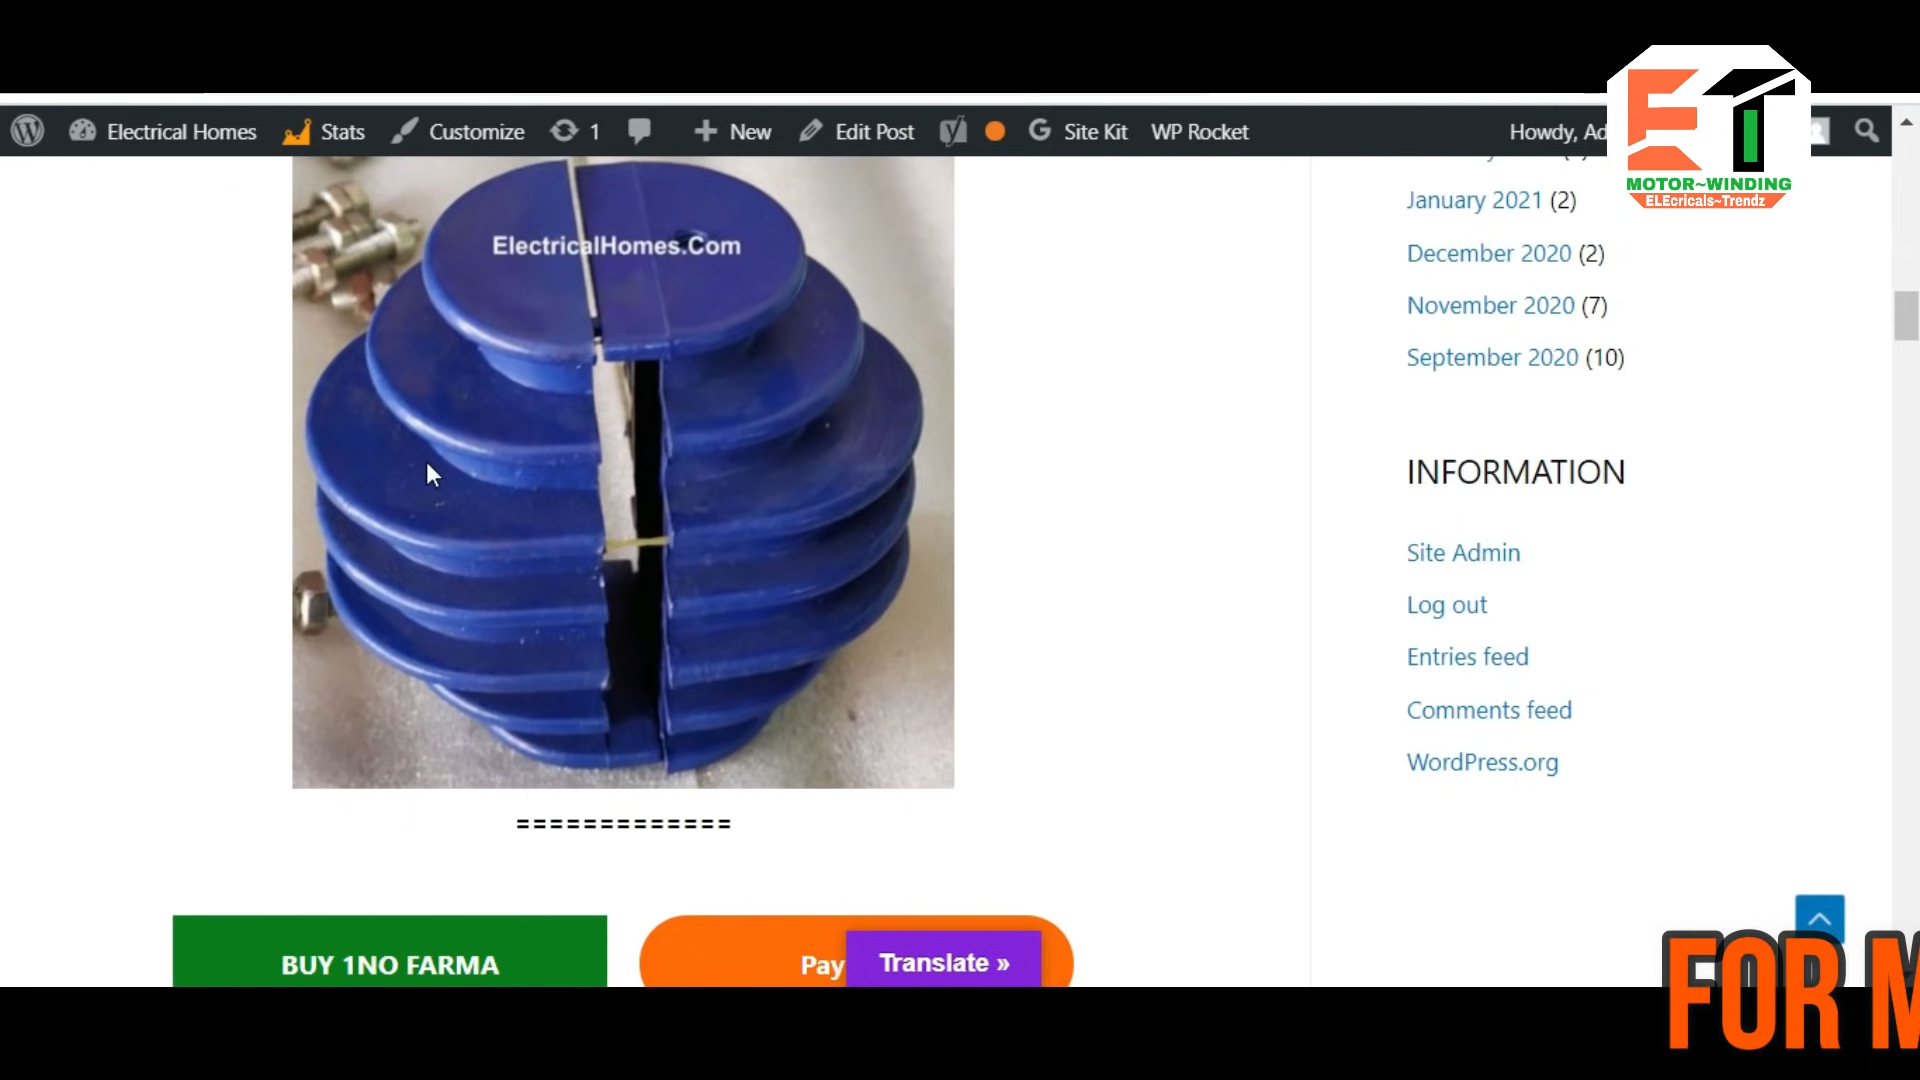 Electrical Homes Stats Customize 1 New Edit Post Site Kit WP Rocket Howdy, Ad
MOTOR~WINDING
ELEcricals~Trendz
ElectricalHomes.Com
January 2021 (2)
December 2020 (2)
November 2020 (7)
September 2020 (10)
INFORMATION
Site Admin
Log out
Entries feed
Comments feed
WordPress.org
=============
BUY 1NO FARMA
Pay
Translate »
FOR M